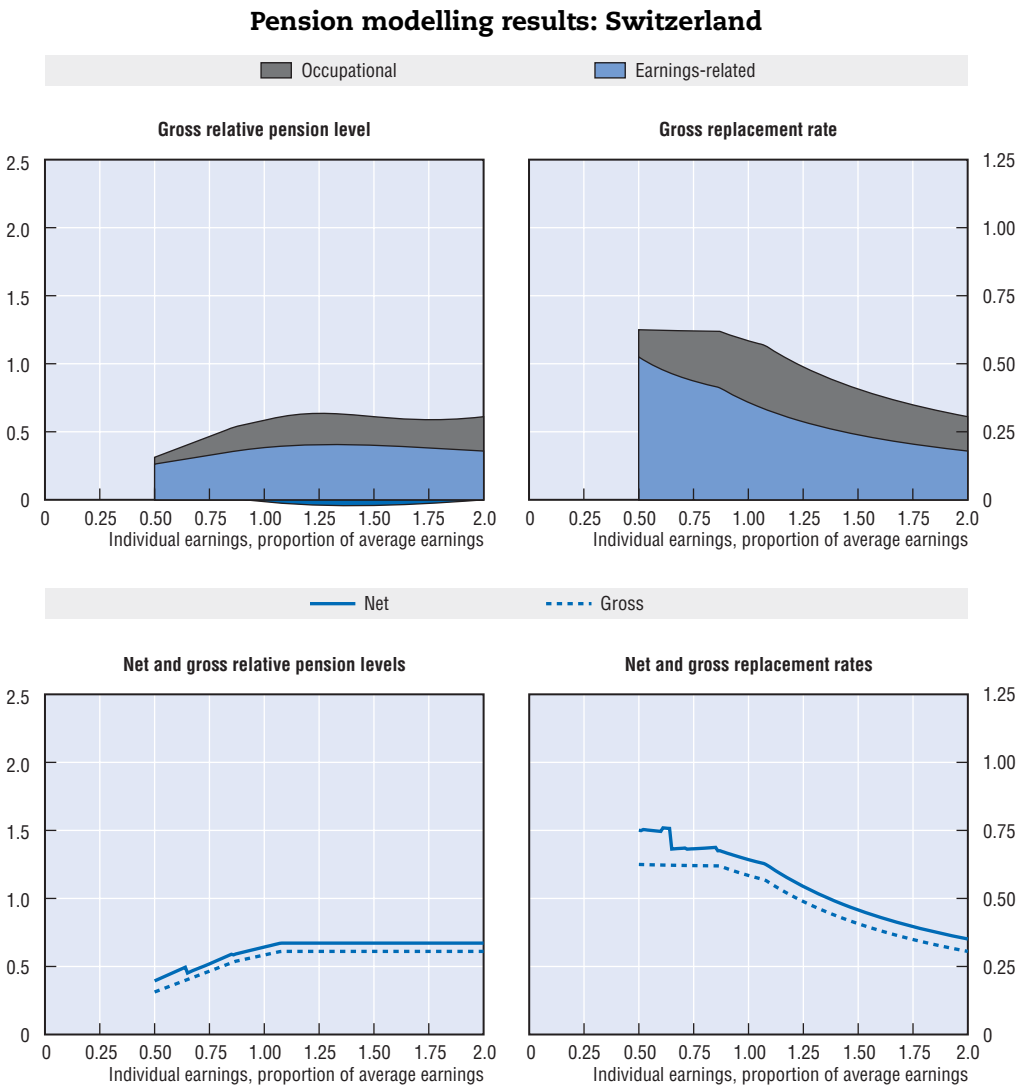 Pension modelling results: Switzerland
Occupational Earnings-related
Gross relative pension level
2.5
2.0
1.5
1.0
0.5
0
0 0.25 0.50 0.75 1.00 1.25 1.50 1.75 2.0
Individual earnings, proportion of average earnings
Gross replacement rate
1.25
1.00
0.75
0.50
0.25
0
0 0.25 0.50 0.75 1.00 1.25 1.50 1.75 2.0
Individual earnings, proportion of average earnings
Net Gross
Net and gross relative pension levels
2.5
2.0
1.5
1.0
0.5
0
0 0.25 0.50 0.75 1.00 1.25 1.50 1.75 2.0
Individual earnings, proportion of average earnings
Net and gross replacement rates
1.25
1.00
0.75
0.50
0.25
0
0 0.25 0.50 0.75 1.00 1.25 1.50 1.75 2.0
Individual earnings, proportion of average earnings